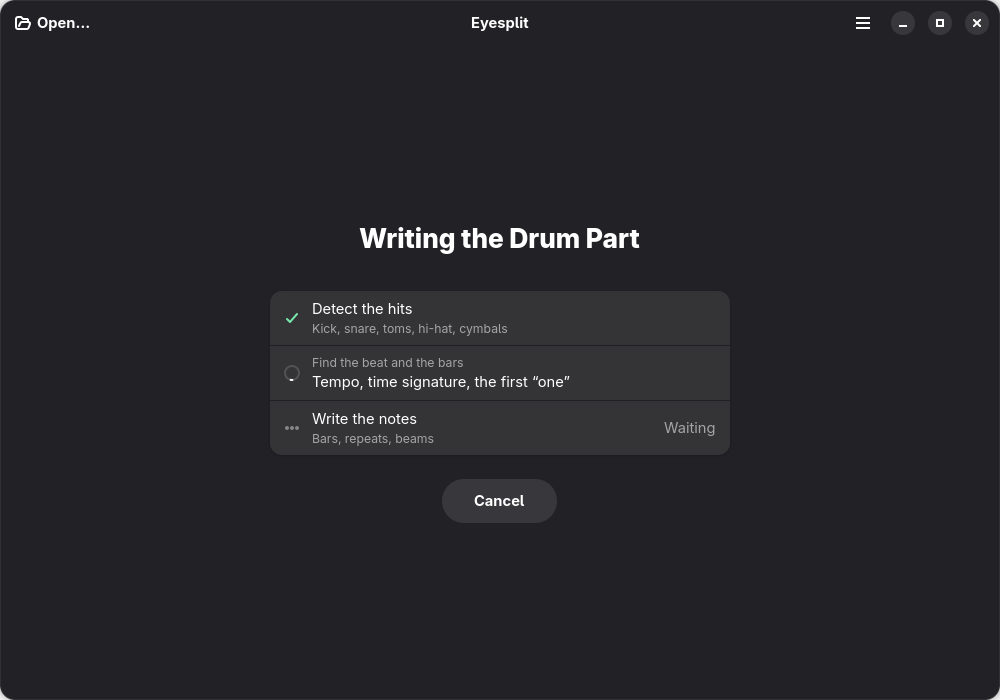 Open...
Eyesplit
Writing the Drum Part
Detect the hits
Kick, snare, toms, hi-hat, cymbals
Find the beat and the bars
Tempo, time signature, the first “one”
Write the notes
Bars, repeats, beams
Waiting
Cancel